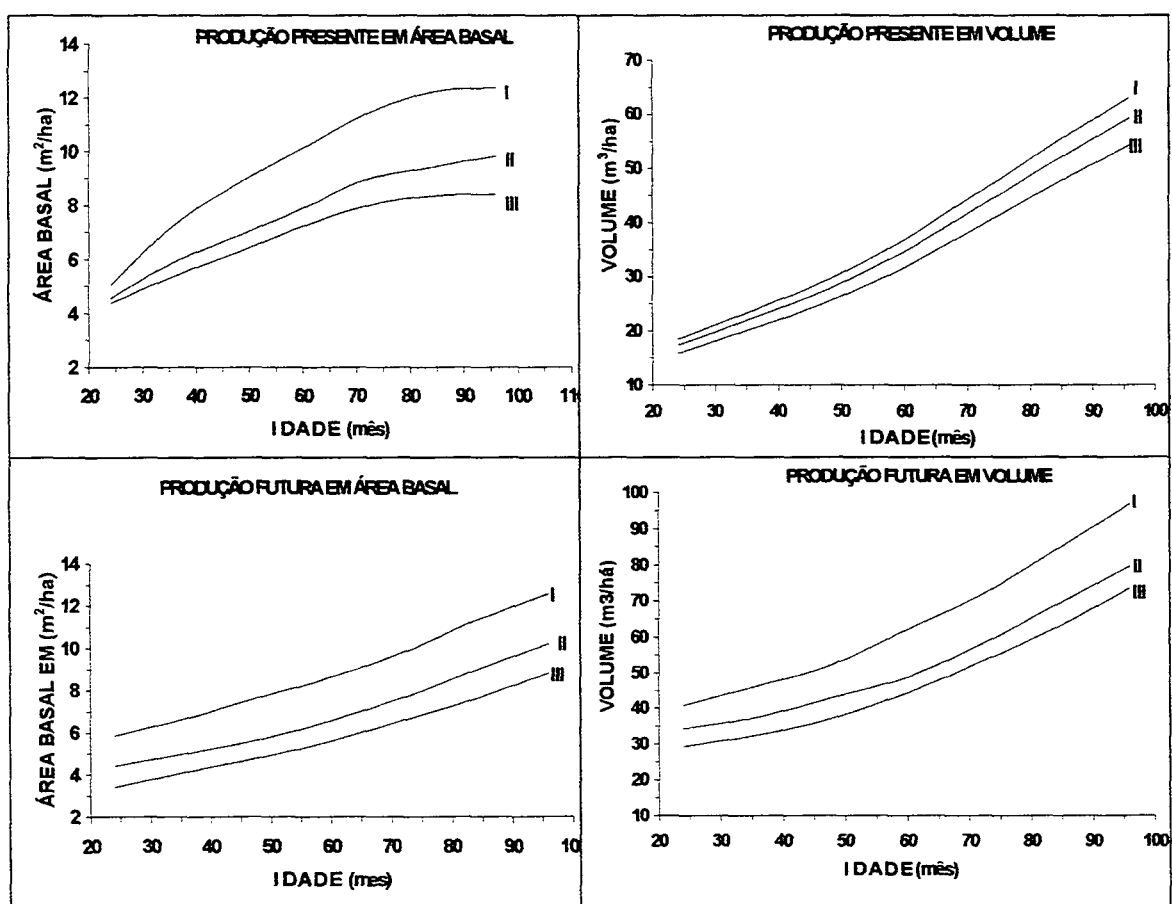 PRODUÇÃO PRESENTE EM ÁREA BASAL
14
12
10
8
6
4
2
ÁREA BASAL (m²/ha)
I
II
III
20 30 40 50 60 70 80 90 100 11
IDADE (mês)
PRODUÇÃO PRESENTE EM VOLUME
70
60
50
40
30
20
10
VOLUME (m³/ha)
I
II
III
20 30 40 50 60 70 80 90 100
IDADE(mês)
PRODUÇÃO FUTURA EM ÁREA BASAL
14
12
10
8
6
4
2
ÁREA BASAL EM (m²/ha)
I
II
III
20 30 40 50 60 70 80 90 10
IDADE (mes)
PRODUÇÃO FUTURA EM VOLUME
100
90
80
70
60
50
40
30
20
10
VOLUME (m3/há)
I
II
III
20 30 40 50 60 70 80 90 100
IDADE (mês)